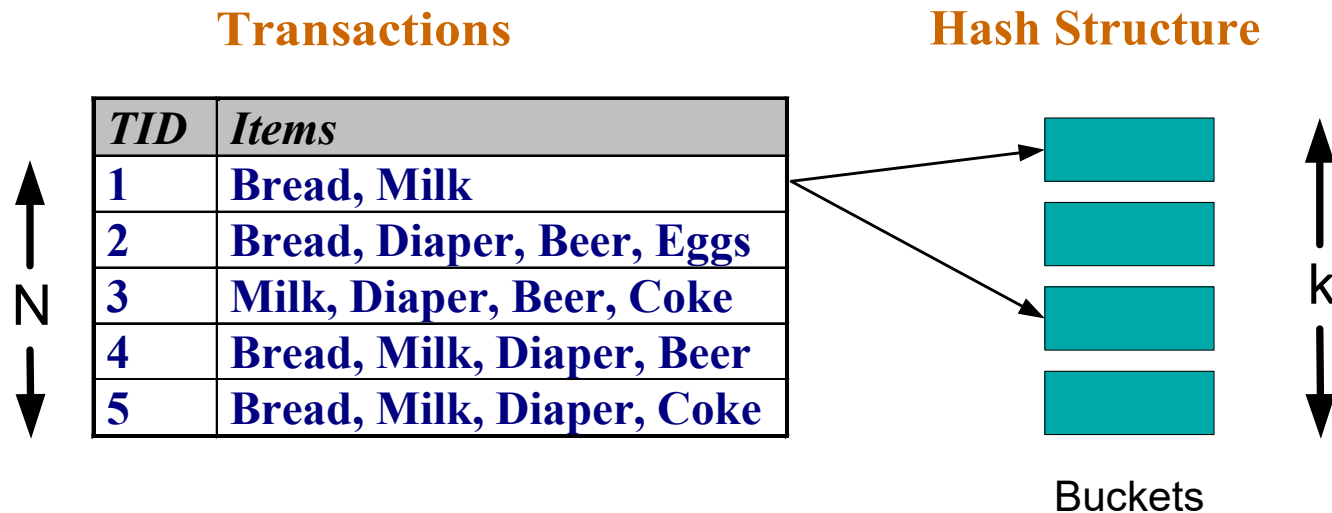 Transactions
Hash Structure
TID Items
1 Bread, Milk
2 Bread, Diaper, Beer, Eggs
3 Milk, Diaper, Beer, Coke
4 Bread, Milk, Diaper, Beer
5 Bread, Milk, Diaper, Coke
N
k
Buckets